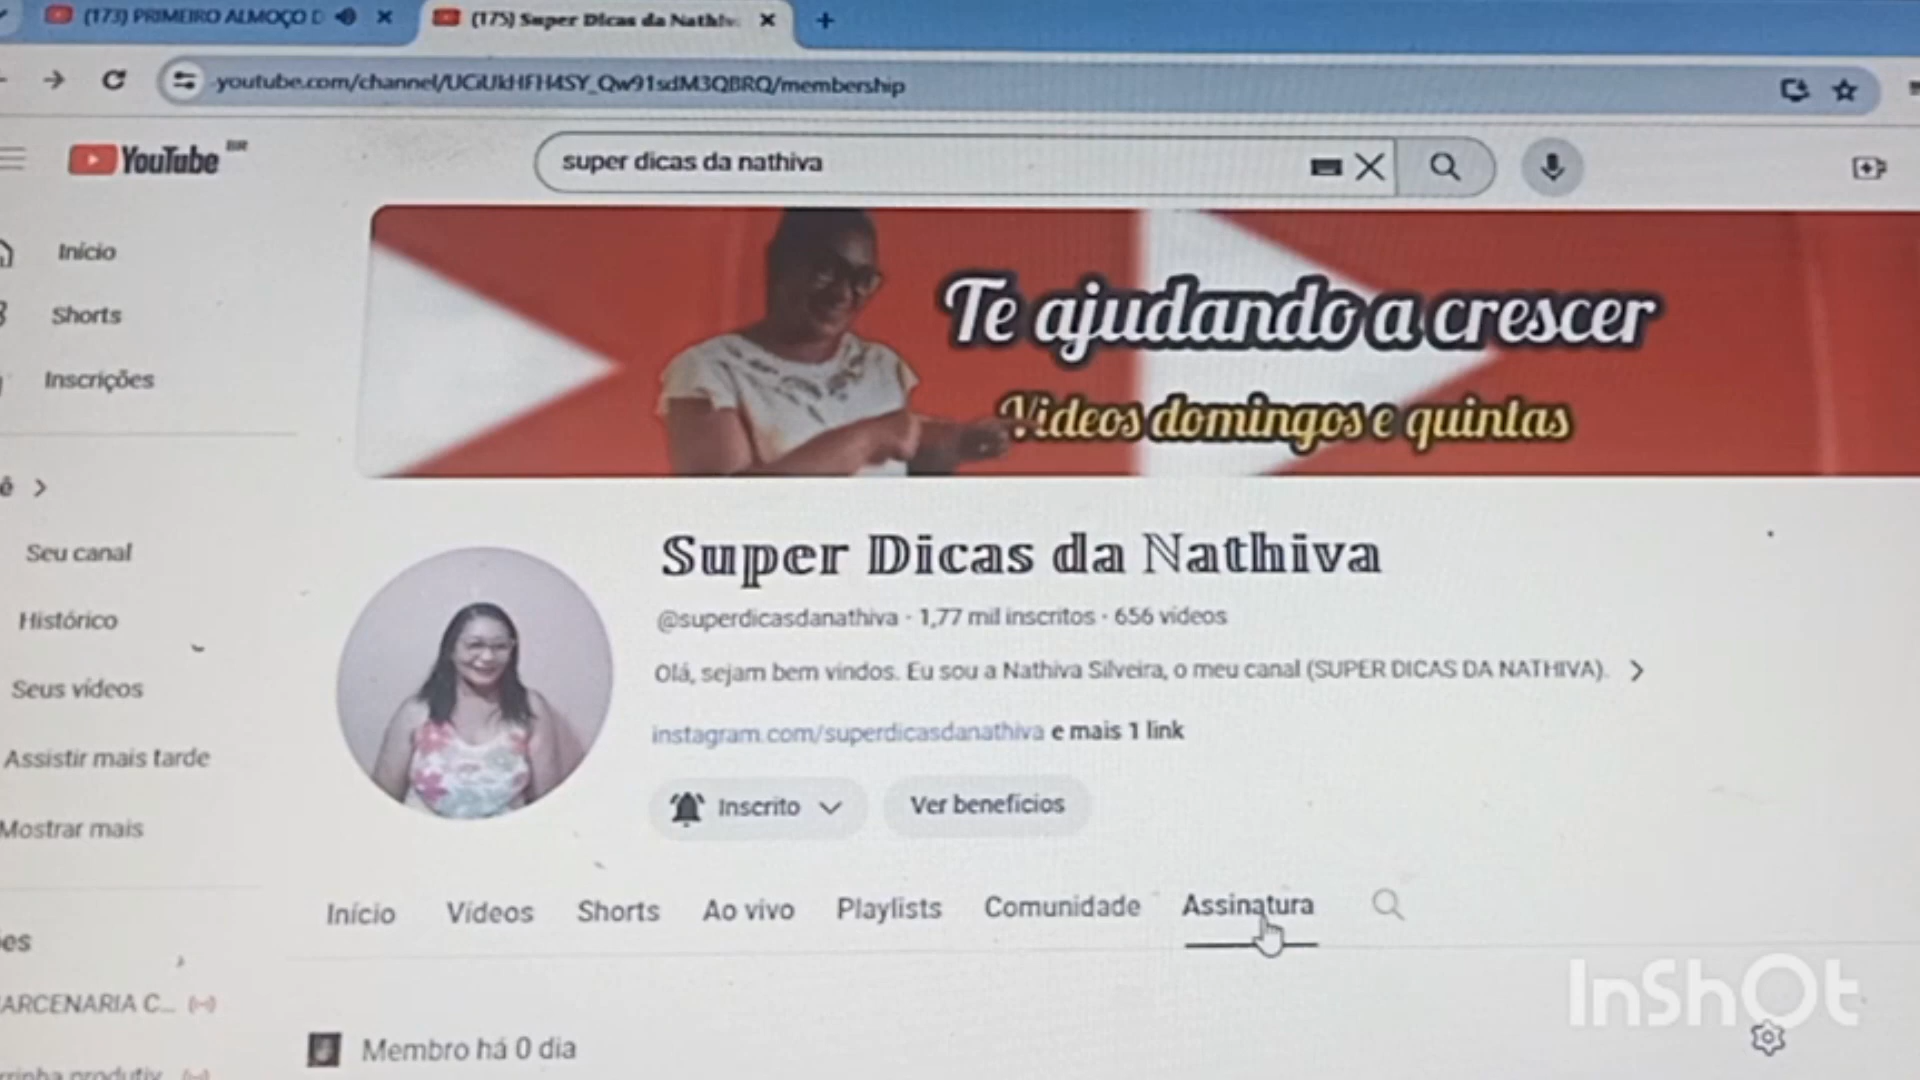 (173) PRIMEIRO ALMOÇO D
(175) Super Dicas da Nathiv
youtube.com/channel/UCiUkHFH4SY_Qw91sdM3QBRQ/membership
YouTube BR
super dicas da nathiva
Início
Shorts
Inscrições
Te ajudando a crescer
Videos domingos e quintas
ê
Seu canal
Histórico
Seus vídeos
Assistir mais tarde
Mostrar mais
ões
ARCENARIA C...
Super Dicas da Nathiva
@superdicasdanathiva · 1,77 mil inscritos · 656 vídeos
Olá, sejam bem vindos. Eu sou a Nathiva Silveira, o meu canal (SUPER DICAS DA NATHIVA).
instagram.com/superdicasdanathiva e mais 1 link
Inscrito
Ver benefícios
Início Vídeos Shorts Ao vivo Playlists Comunidade Assinatura
Membro há 0 dia
InShOt